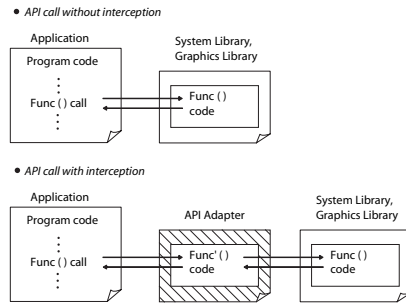 • API call without interception
Application
System Library,
Graphics Library
Program code
Func ( ) call
Func ( )
code
• API call with interception
Application
API Adapter
System Library,
Graphics Library
Program code
Func ( ) call
Func' ( )
code
Func ( )
code